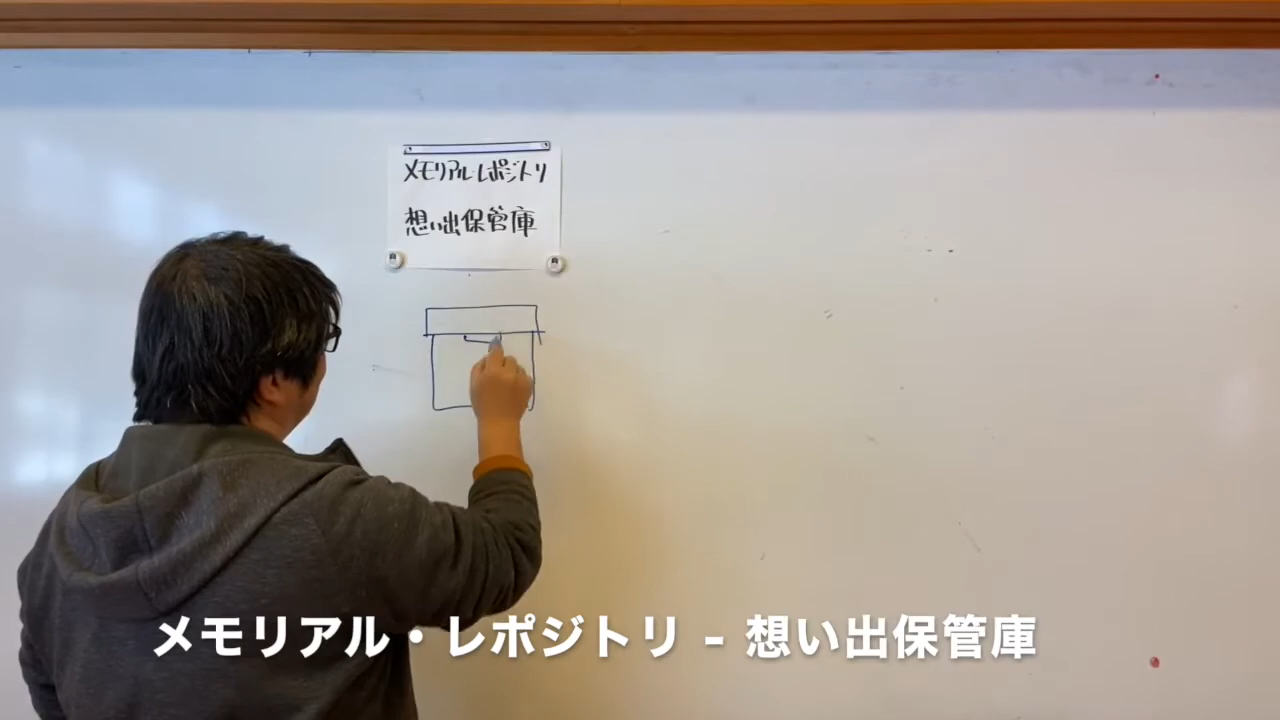 メモリアル・レポジトリ
想い出保管庫
メモリアル・レポジトリ - 想い出保管庫